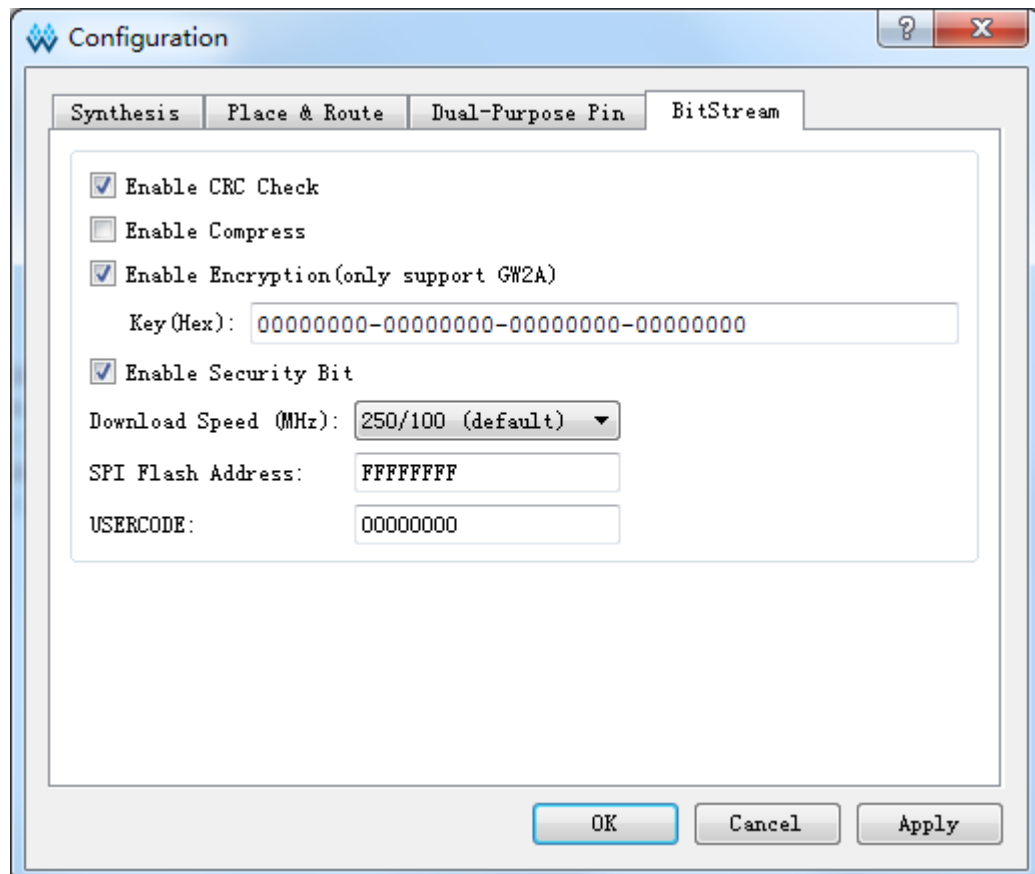 Configuration
Synthesis Place & Route Dual-Purpose Pin BitStream
Enable CRC Check
Enable Compress
Enable Encryption(only support GW2A)
Key(Hex): 00000000-00000000-00000000-00000000
Enable Security Bit
Download Speed (MHz): 250/100 (default)
SPI Flash Address: FFFFFFFF
USERCODE: 00000000
OK Cancel Apply